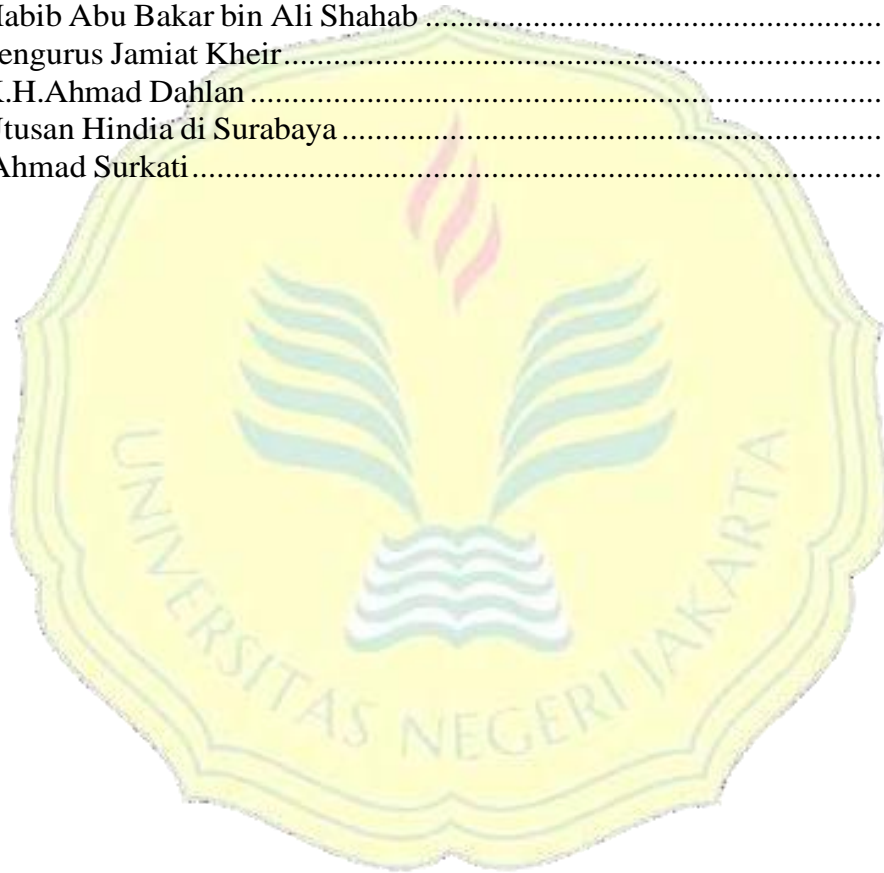 Habib Abu Bakar bin Ali Shahab ........................................................
engurus Jamiat Kheir........................................................................
K.H.Ahmad Dahlan ................................................................................
Utusan Hindia di Surabaya ....................................................................
Ahmad Surkati.......................................................................................
UNIVERSITAS NEGERI JAKARTA